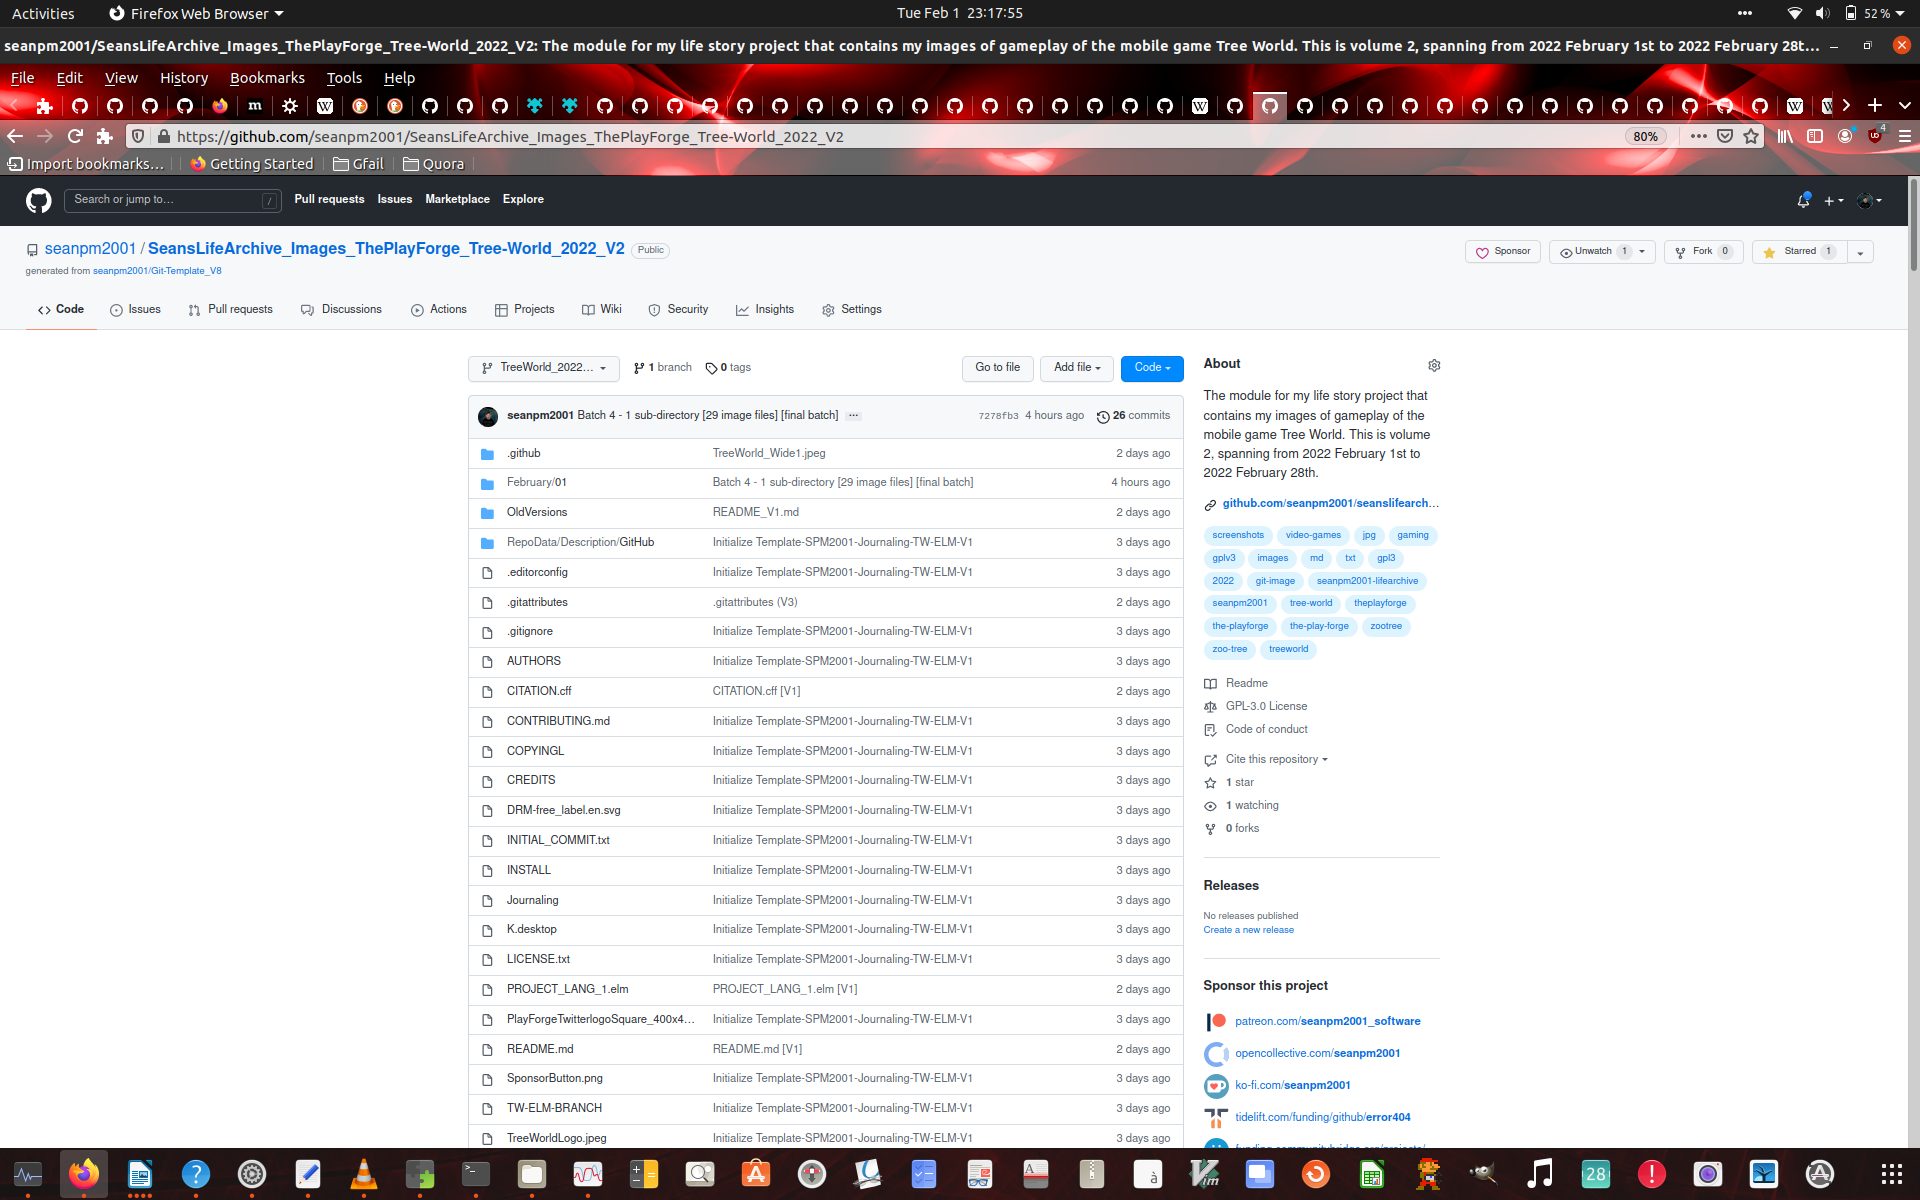 Activities
Firefox Web Browser
Tue Feb 1 23:17:55
52 %
seanpm2001/SeansLifeArchive_Images_ThePlayForge_Tree-World_2022_V2: The module for my life story project that contains my images of gameplay of the mobile game Tree World. This is volume 2, spanning from 2022 February 1st to 2022 February 28t…
File Edit View History Bookmarks Tools Help
https://github.com/seanpm2001/SeansLifeArchive_Images_ThePlayForge_Tree-World_2022_V2
80%
4
Import bookmarks… Getting Started Gfail Quora
Search or jump to… /
Pull requests Issues Marketplace Explore
seanpm2001 / SeansLifeArchive_Images_ThePlayForge_Tree-World_2022_V2 Public
generated from seanpm2001/Git-Template_V8
Sponsor Unwatch 1 Fork 0 Starred 1
Code Issues Pull requests Discussions Actions Projects Wiki Security Insights Settings
TreeWorld_2022… 1 branch 0 tags Go to file Add file Code
seanpm2001 Batch 4 - 1 sub-directory [29 image files] [final batch] … 7278fb3 4 hours ago 26 commits
.github TreeWorld_Wide1.jpeg 2 days ago
February/01 Batch 4 - 1 sub-directory [29 image files] [final batch] 4 hours ago
OldVersions README_V1.md 2 days ago
RepoData/Description/GitHub Initialize Template-SPM2001-Journaling-TW-ELM-V1 3 days ago
.editorconfig Initialize Template-SPM2001-Journaling-TW-ELM-V1 3 days ago
.gitattributes .gitattributes (V3) 2 days ago
.gitignore Initialize Template-SPM2001-Journaling-TW-ELM-V1 3 days ago
AUTHORS Initialize Template-SPM2001-Journaling-TW-ELM-V1 3 days ago
CITATION.cff CITATION.cff [V1] 2 days ago
CONTRIBUTING.md Initialize Template-SPM2001-Journaling-TW-ELM-V1 3 days ago
COPYINGL Initialize Template-SPM2001-Journaling-TW-ELM-V1 3 days ago
CREDITS Initialize Template-SPM2001-Journaling-TW-ELM-V1 3 days ago
DRM-free_label.en.svg Initialize Template-SPM2001-Journaling-TW-ELM-V1 3 days ago
INITIAL_COMMIT.txt Initialize Template-SPM2001-Journaling-TW-ELM-V1 3 days ago
INSTALL Initialize Template-SPM2001-Journaling-TW-ELM-V1 3 days ago
Journaling Initialize Template-SPM2001-Journaling-TW-ELM-V1 3 days ago
K.desktop Initialize Template-SPM2001-Journaling-TW-ELM-V1 3 days ago
LICENSE.txt Initialize Template-SPM2001-Journaling-TW-ELM-V1 3 days ago
PROJECT_LANG_1.elm PROJECT_LANG_1.elm [V1] 2 days ago
PlayForgeTwitterlogoSquare_400x4… Initialize Template-SPM2001-Journaling-TW-ELM-V1 3 days ago
README.md README.md [V1] 2 days ago
SponsorButton.png Initialize Template-SPM2001-Journaling-TW-ELM-V1 3 days ago
TW-ELM-BRANCH Initialize Template-SPM2001-Journaling-TW-ELM-V1 3 days ago
TreeWorldLogo.jpeg Initialize Template-SPM2001-Journaling-TW-ELM-V1 3 days ago
About
The module for my life story project that
contains my images of gameplay of the
mobile game Tree World. This is volume
2, spanning from 2022 February 1st to
2022 February 28th.
github.com/seanpm2001/seanslifearch…
screenshots video-games jpg gaming
gplv3 images md txt gpl3
2022 git-image seanpm2001-lifearchive
seanpm2001 tree-world theplayforge
the-playforge the-play-forge zootree
zoo-tree treeworld
Readme
GPL-3.0 License
Code of conduct
Cite this repository
1 star
1 watching
0 forks
Releases
No releases published
Create a new release
Sponsor this project
patreon.com/seanpm2001_software
opencollective.com/seanpm2001
ko-fi.com/seanpm2001
tidelift.com/funding/github/error404
28